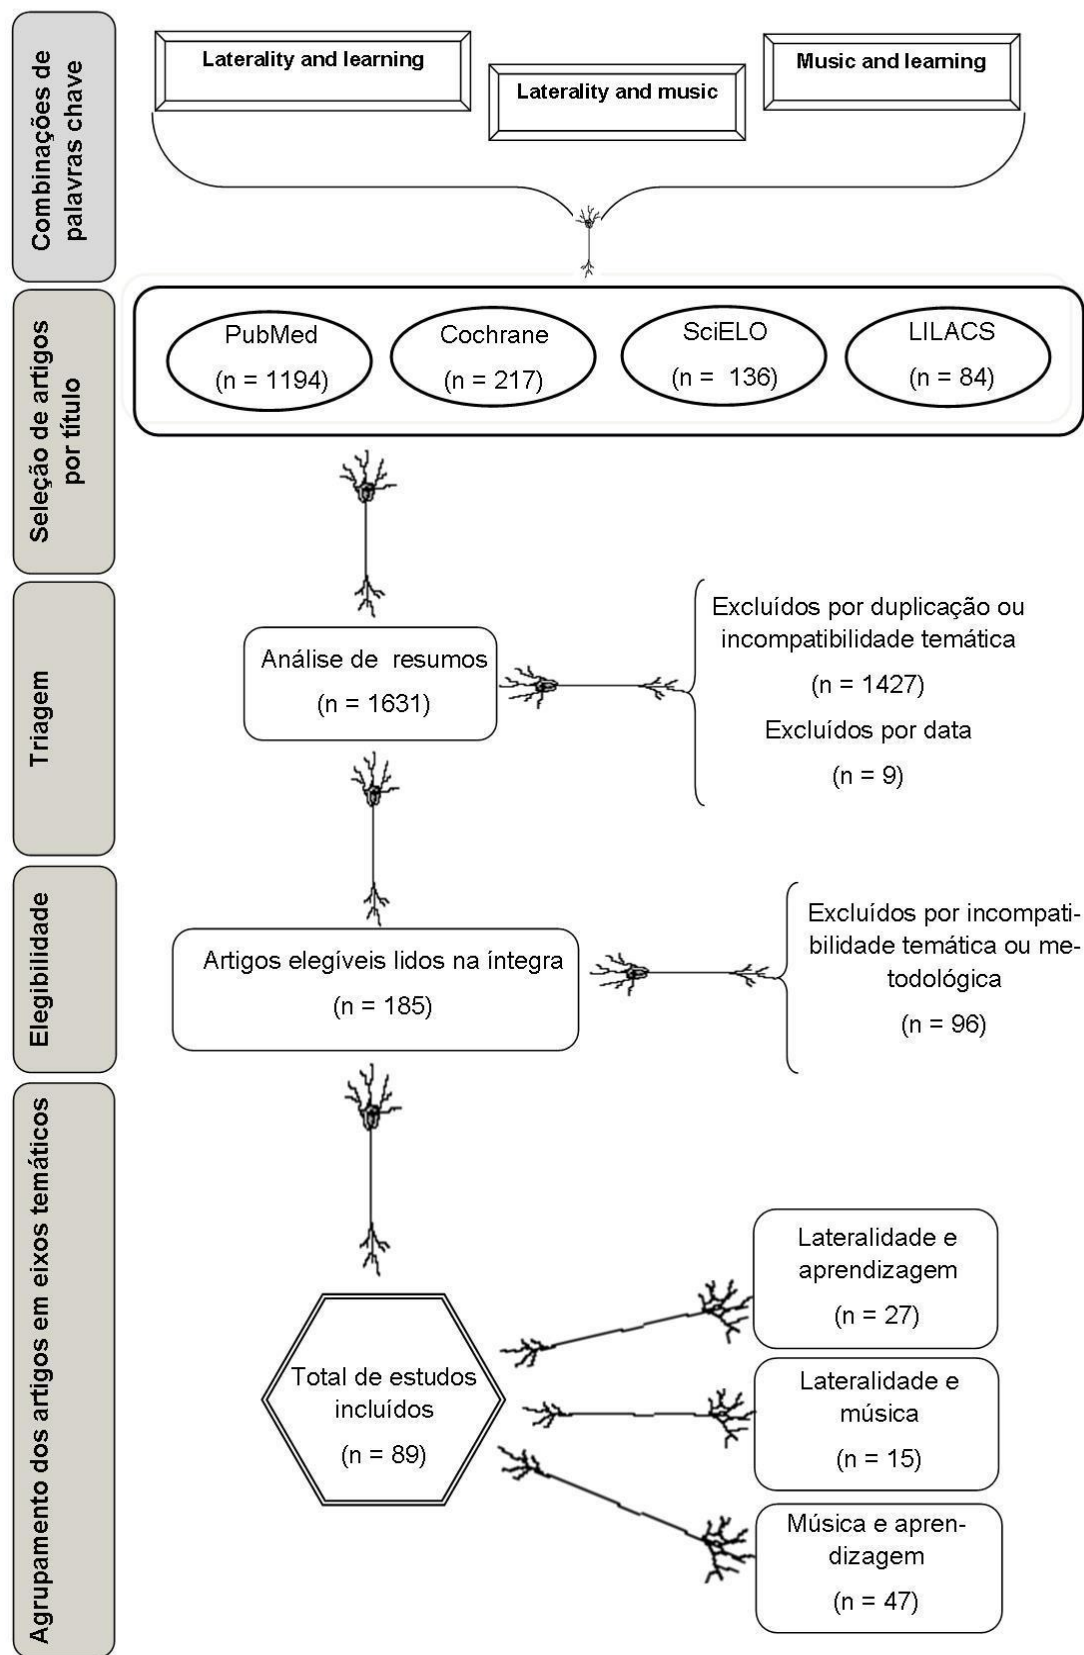 Combinações de
palavras chave
Laterality and learning
Laterality and music
Music and learning
Seleção de artigos
por título
PubMed
(n = 1194)
Cochrane
(n = 217)
SciELO
(n = 136)
LILACS
(n = 84)
Triagem
Análise de resumos
(n = 1631)
Excluídos por duplicação ou
incompatibilidade temática
(n = 1427)
Excluídos por data
(n = 9)
Elegibilidade
Artigos elegíveis lidos na íntegra
(n = 185)
Excluídos por incompati-
bilidade temática ou me-
todológica
(n = 96)
Agrupamento dos artigos em eixos temáticos
Total de estudos
incluídos
(n = 89)
Lateralidade e
aprendizagem
(n = 27)
Lateralidade e
música
(n = 15)
Música e apren-
dizagem
(n = 47)